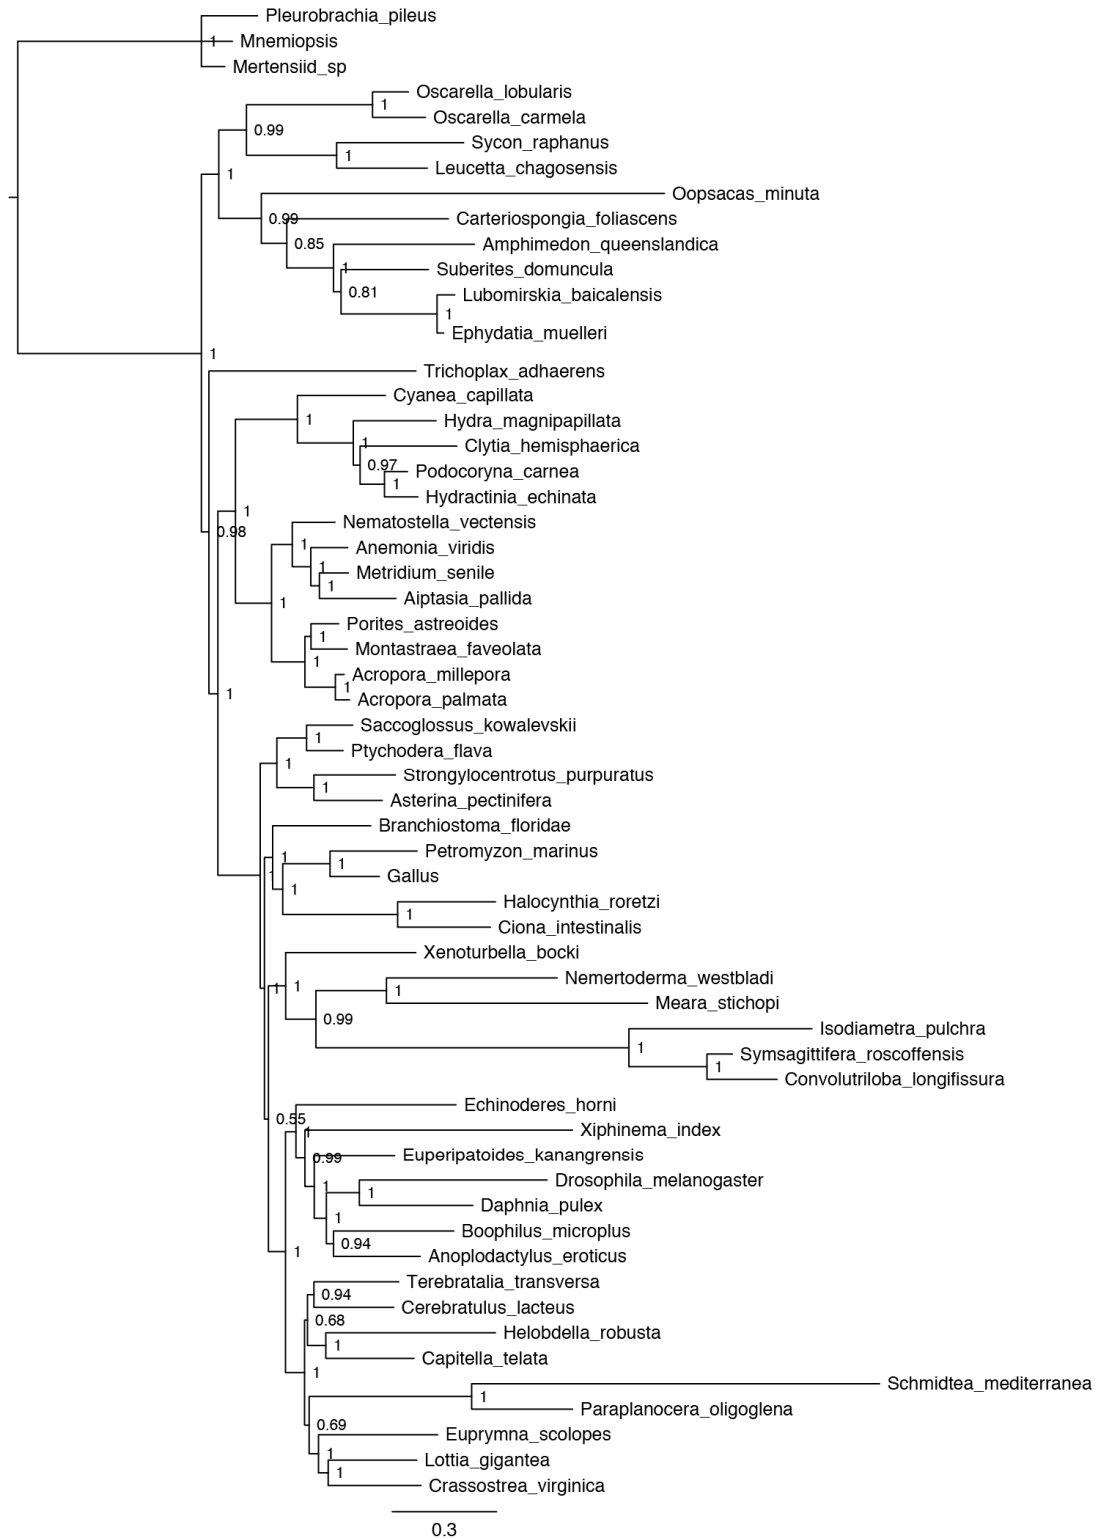 Pleurobrachia_pileus
1 Mnemiopsis
Mertensiid_sp
Oscarella_lobularis
1
Oscarella_carmela
0.99
Sycon_raphanus
1
Leucetta_chagosensis
1
Oopsacas_minuta
0.99 Carteriospongia_foliascens
0.85 Amphimedon_queenslandica
1 Suberites_domuncula
0.81 Lubomirskia_baicalensis
1
Ephydatia_muelleri
1
Trichoplax_adhaerens
Cyanea_capillata
1 Hydra_magnipapillata
1 Clytia_hemisphaerica
0.97 Podocoryna_carnea
1
Hydractinia_echinata
1
0.98 Nematostella_vectensis
1 Anemonia_viridis
1 Metridium_senile
1
Aiptasia_pallida
1
Porites_astreoides
1
Montastraea_faveolata
1
Acropora_millepora
1
Acropora_palmata
1
Saccoglossus_kowalevskii
1
Ptychodera_flava
1
Strongylocentrotus_purpuratus
1
Asterina_pectinifera
Branchiostoma_floridae
1 Petromyzon_marinus
1
1 Gallus
1
Halocynthia_roretzi
1
Ciona_intestinalis
Xenoturbella_bocki
1 1 Nemertoderma_westbladi
1
Meara_stichopi
0.99
Isodiametra_pulchra
1
Symsagittifera_roscoffensis
1
Convolutriloba_longifissura
Echinoderes_horni
0.55
1 Xiphinema_index
0.99 Euperipatoides_kanangrensis
1 Drosophila_melanogaster
1
Daphnia_pulex
1
Boophilus_microplus
0.94
Anoplodactylus_eroticus
1
Terebratalia_transversa
0.94
Cerebratulus_lacteus
0.68
Helobdella_robusta
1
Capitella_telata
1
Schmidtea_mediterranea
1
Paraplanocera_oligoglena
0.69
Euprymna_scolopes
1 Lottia_gigantea
1
Crassostrea_virginica
0.3